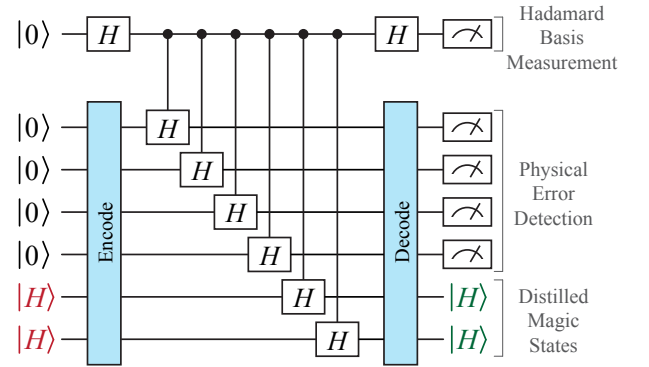 |0⟩ H H Hadamard
Basis
Measurement
|0⟩ H
|0⟩ H Physical
|0⟩ H Error
Detection
|0⟩ H
Encode
Decode
|H⟩ H |H⟩ Distilled
Magic
|H⟩ H |H⟩ States